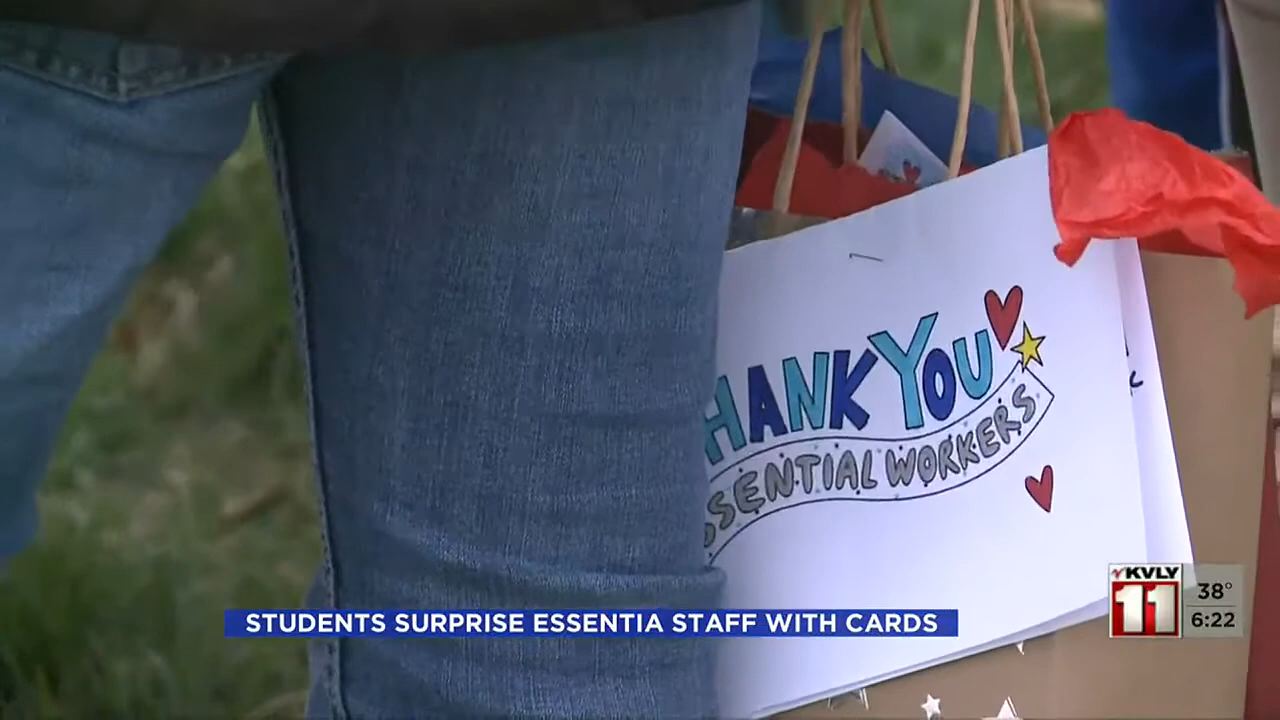 HANK YOU
SSENTIAL WORKERS
STUDENTS SURPRISE ESSENTIA STAFF WITH CARDS
KVLY
11
38°
6:22